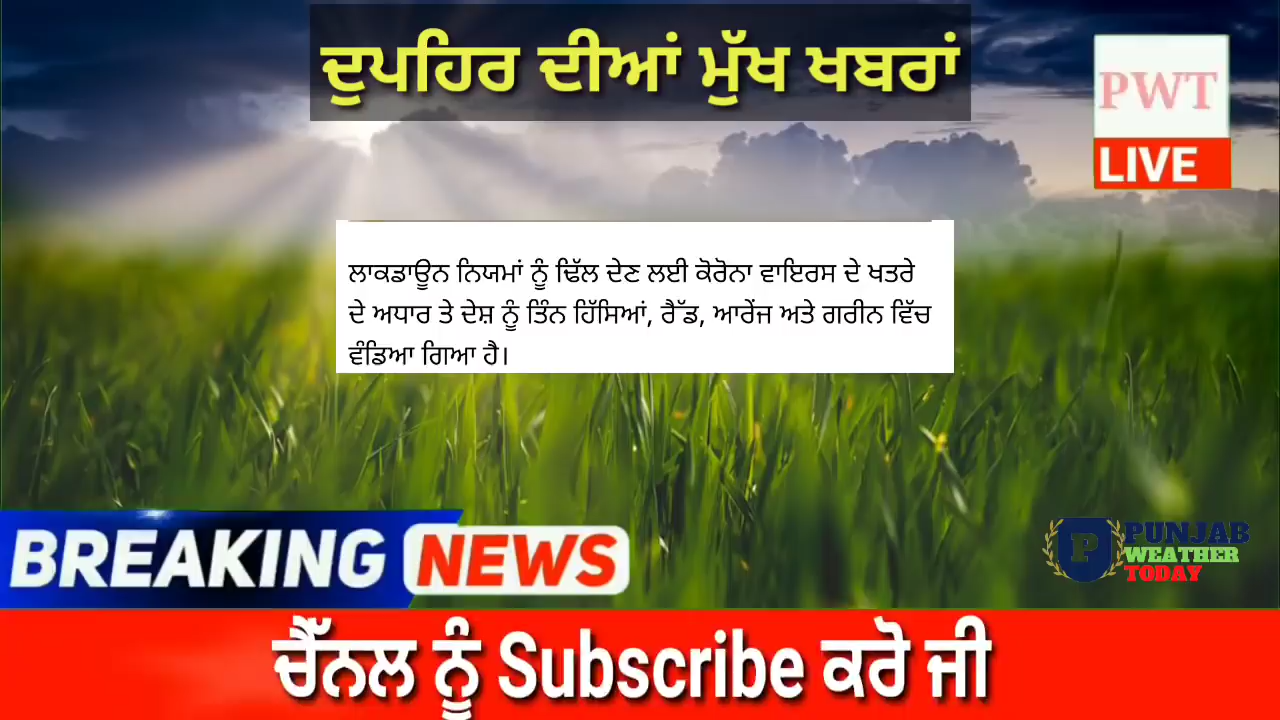 ਦੁਪਹਿਰ ਦੀਆਂ ਮੁੱਖ ਖਬਰਾਂ
PWT
LIVE
ਲਾਕਡਾਊਨ ਨਿਯਮਾਂ ਨੂੰ ਢਿੱਲ ਦੇਣ ਲਈ ਕੋਰੋਨਾ ਵਾਇਰਸ ਦੇ ਖਤਰੇ
ਦੇ ਅਧਾਰ ਤੇ ਦੇਸ਼ ਨੂੰ ਤਿੰਨ ਹਿੱਸਿਆਂ, ਰੈੱਡ, ਆਰੇਂਜ ਅਤੇ ਗਰੀਨ ਵਿੱਚ
ਵੰਡਿਆ ਗਿਆ ਹੈ।
BREAKING NEWS
P
PUNJAB
WEATHER
TODAY
ਚੈੱਨਲ ਨੂੰ Subscribe ਕਰੋ ਜੀ